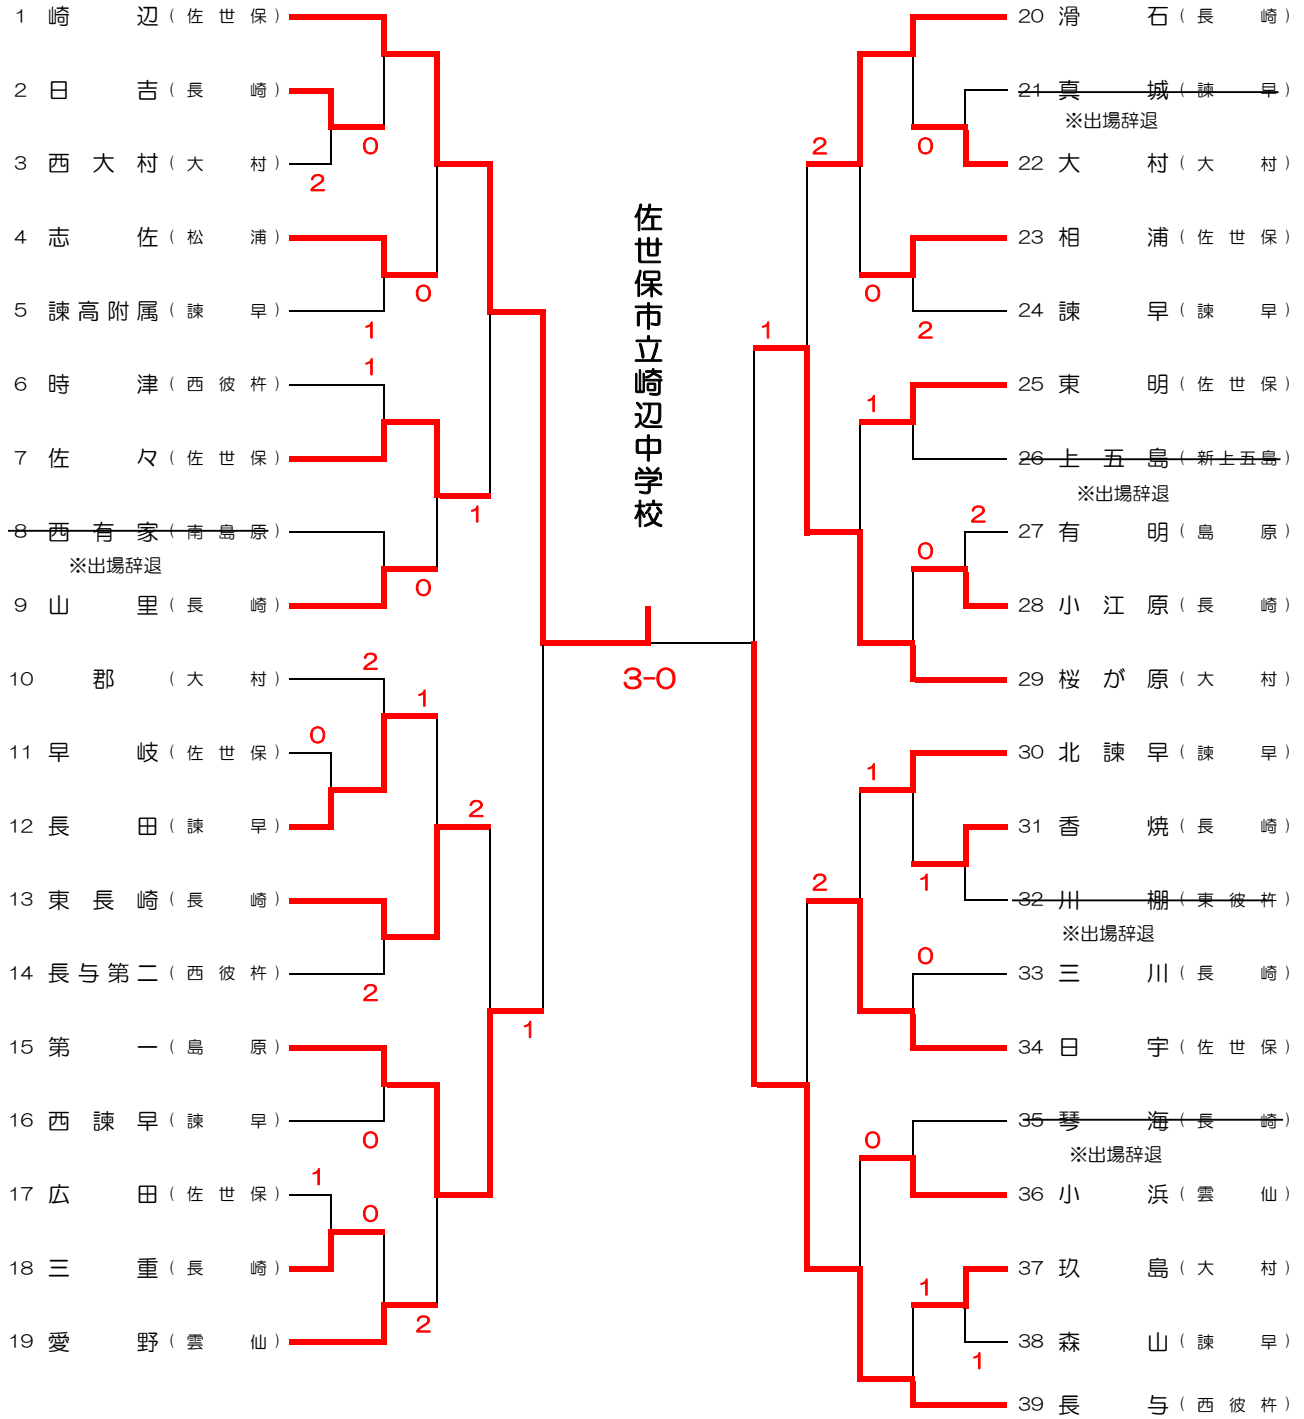 1 崎辺(佐世保)
0
2 日吉(長崎)
3 西大村(大村)
2
4 志佐(松浦)
0
5 諫高附属(諫早)
1
1
6 時津(西彼杵)
7 佐々(佐世保)
1
8 西有家(南島原)
※出場辞退
0
9 山里(長崎)
10 郡(大村)
2
1
11 早岐(佐世保)
0
12 長田(諫早)
2
13 東長崎(長崎)
14 長与第二(西彼杵)
2
1
15 第一(島原)
16 西諫早(諫早)
0
17 広田(佐世保)
1
0
18 三重(長崎)
19 愛野(雲仙)
2
佐世保市立崎辺中学校
3-0
20 滑石(長崎)
21 真城(諫早)
※出場辞退
2
0
22 大村(大村)
23 相浦(佐世保)
0
24 諫早(諫早)
2
1
25 東明(佐世保)
1
26 上五島(新上五島)
※出場辞退
2
27 有明(島原)
0
28 小江原(長崎)
29 桜が原(大村)
30 北諫早(諫早)
1
31 香焼(長崎)
1
32 川棚(東彼杵)
※出場辞退
2
0
33 三川(長崎)
34 日宇(佐世保)
35 琴海(長崎)
※出場辞退
0
36 小浜(雲仙)
37 玖島(大村)
1
38 森山(諫早)
1
39 長与(西彼杵)